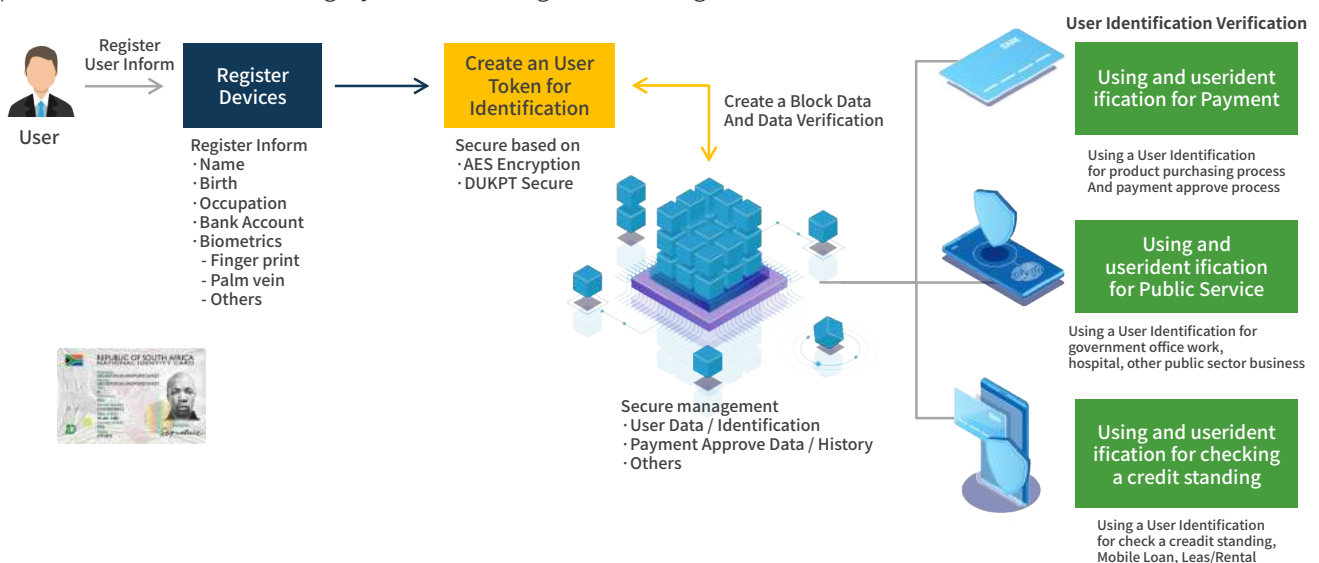 User Identification Verification
Register
User Inform
User
Register
Devices
Register Inform
·Name
·Birth
·Occupation
·Bank Account
·Biometrics
- Finger print
- Palm vein
- Others
Create an User
Token for
Identification
Secure based on
·AES Encryption
·DUKPT Secure
Create a Block Data
And Data Verification
Secure management
·User Data / Identification
·Payment Approve Data / History
·Others
Using and userident
ification for Payment
Using a User Identification
for product purchasing process
And payment approve process
Using and
userident ification
for Public Service
Using a User Identification for
government office work,
hospital, other public sector business
Using and userident
ification for checking
a credit standing
Using a User Identification
for check a creadit standing,
Mobile Loan, Leas/Rental
REPUBLIC OF SOUTH AFRICA
NATIONAL IDENTITY CARD